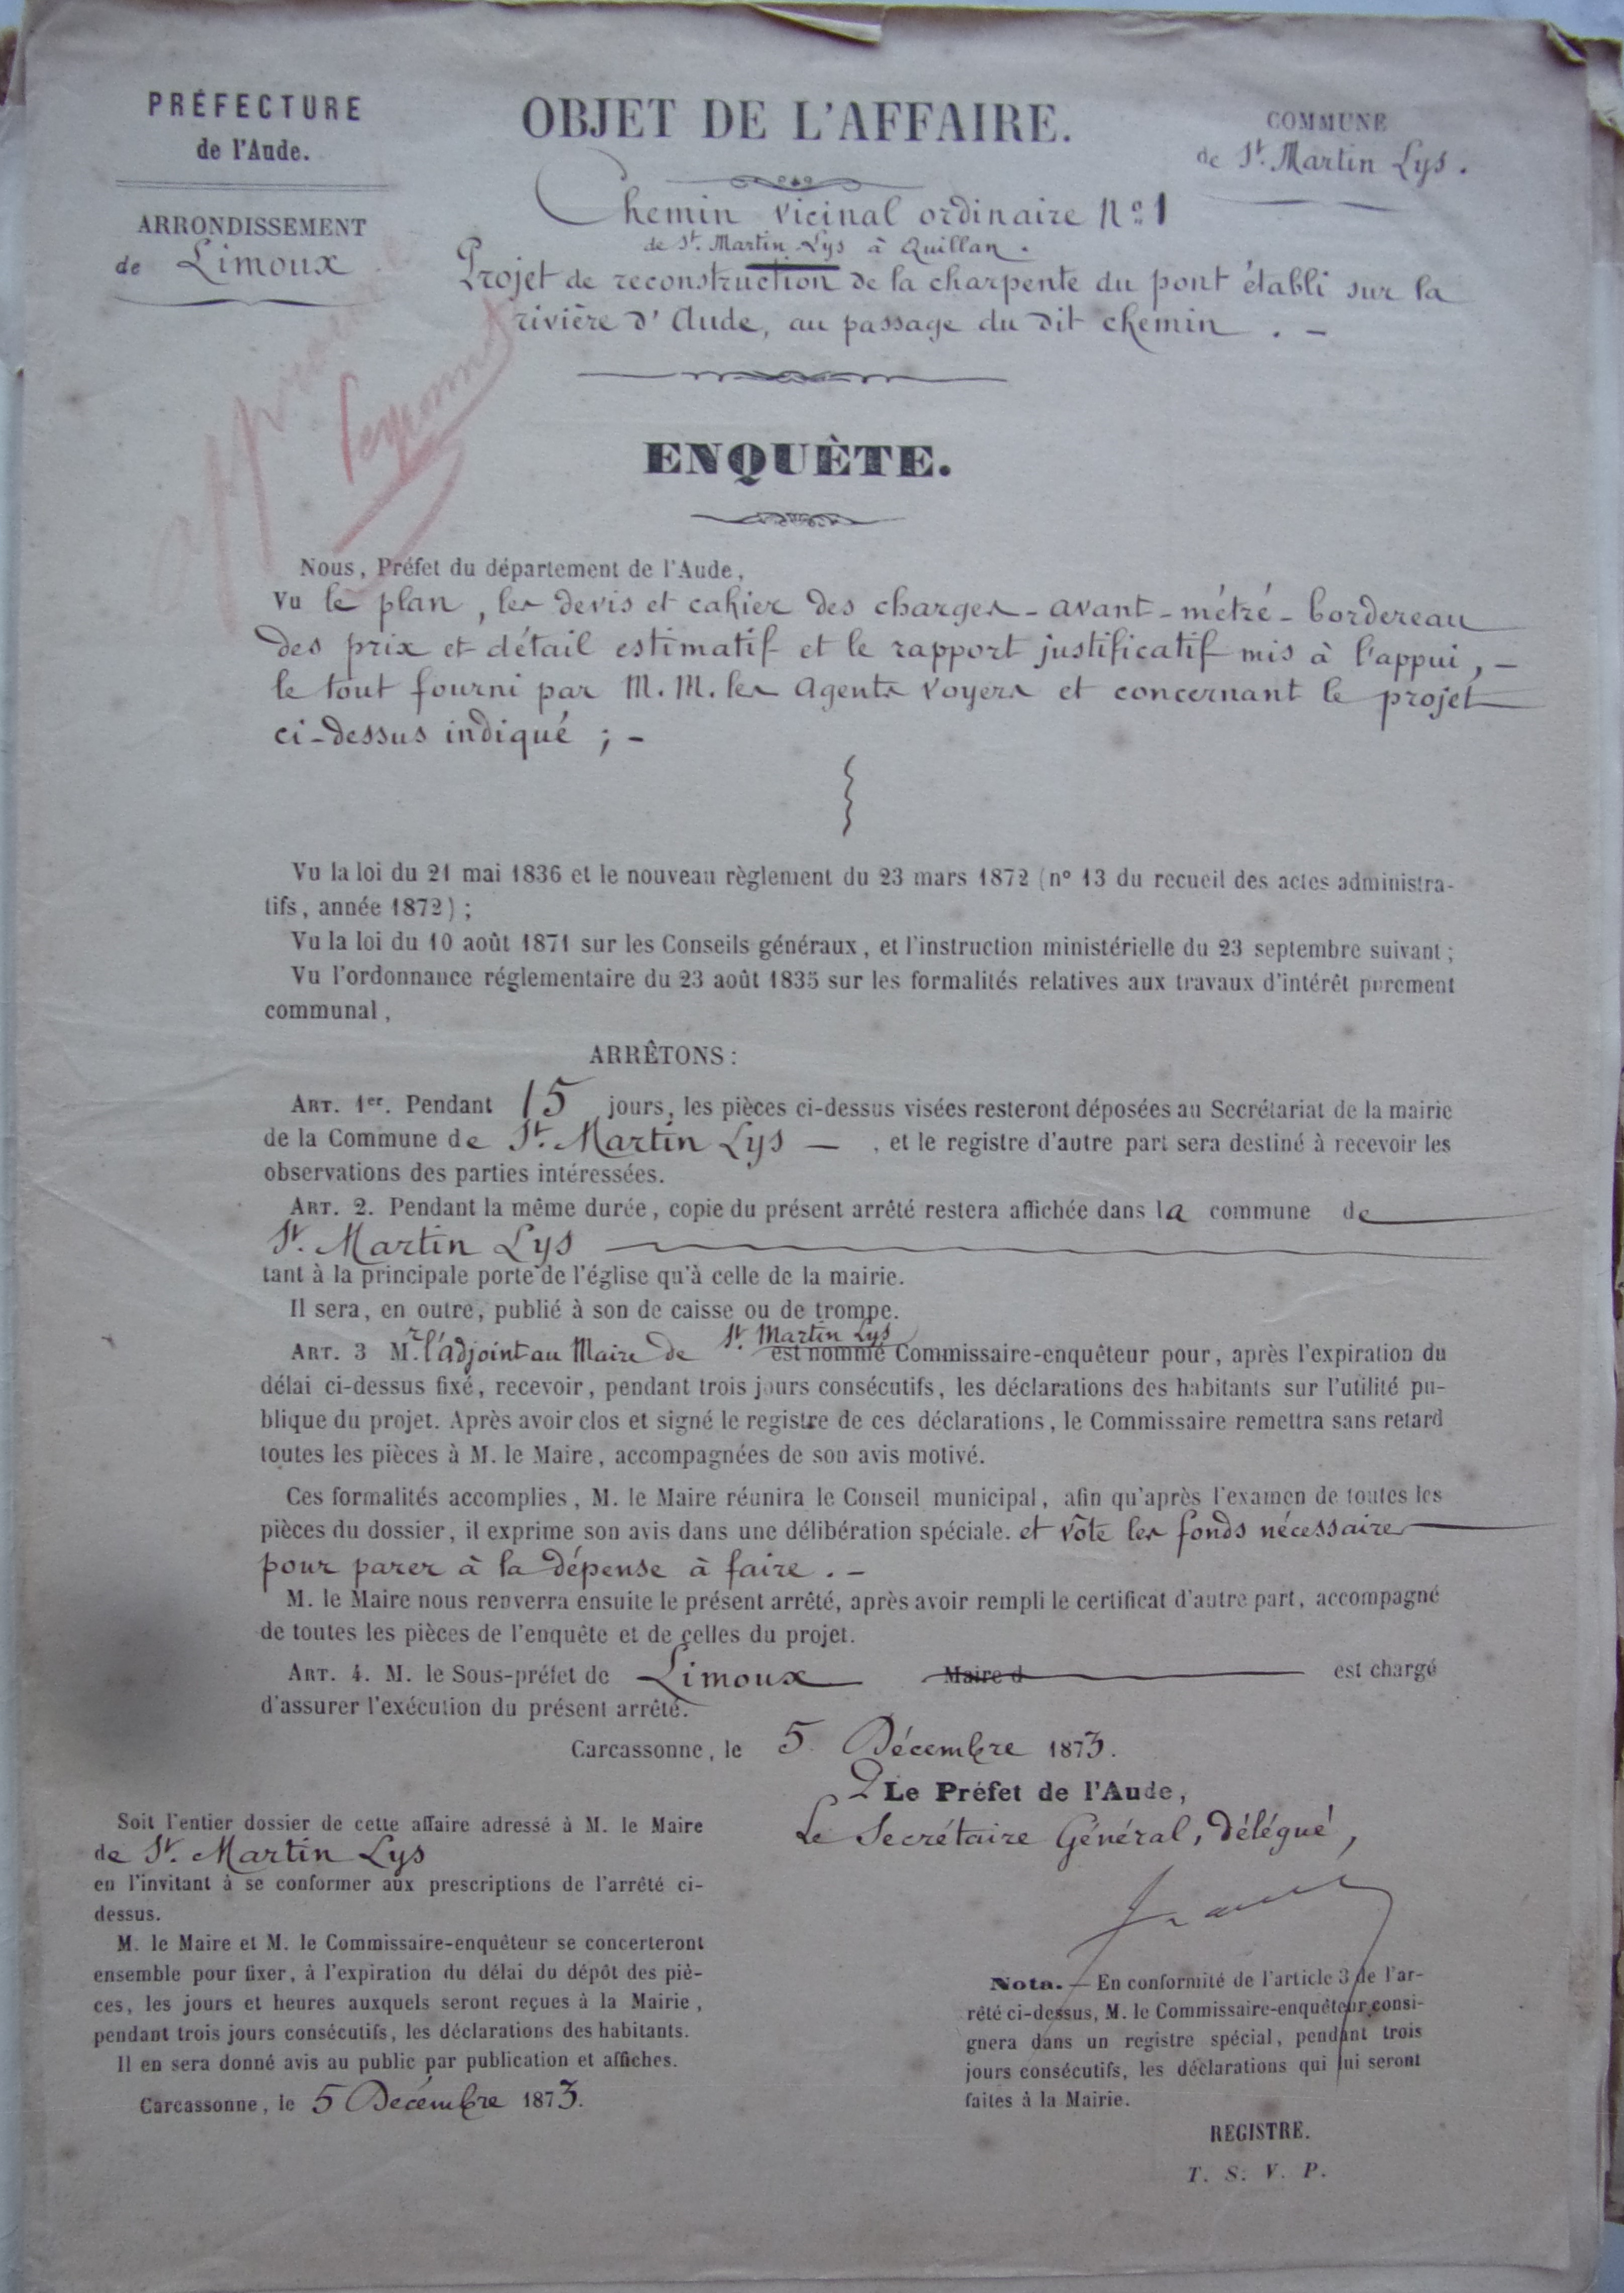 PRÉFECTURE
de l'Aude.
ARRONDISSEMENT
de Limoux
OBJET DE L'AFFAIRE.
COMMUNE
de St. Martin Lys.
Chemin vicinal ordinaire No. 1
de St. Martin Lys à Quillan.
Projet de reconstruction de la charpente du pont établi sur la
rivière d'Aude, au passage du dit chemin. -
ENQUÈTE.
Nous, Préfet du département de l'Aude,
Vu le plan, les devis et cahier des charges - avant-métré - bordereau
des prix et détail estimatif et le rapport justificatif mis à l'appui, -
le tout fourni par M.M. les Agents Voyers et concernant le projet
ci-dessus indiqué ; -
Vu la loi du 21 mai 1836 et le nouveau règlement du 23 mars 1872 (n° 13 du recueil des actes administra-
tifs, année 1872) ;
Vu la loi du 10 août 1871 sur les Conseils généraux, et l'instruction ministérielle du 23 septembre suivant ;
Vu l'ordonnance réglementaire du 23 août 1835 sur les formalités relatives aux travaux d'intérêt purement
communal,
ARRÊTONS :
ART. 1er. Pendant 15 jours, les pièces ci-dessus visées resteront déposées au Secrétariat de la mairie
de la Commune de St. Martin Lys — , et le registre d'autre part sera destiné à recevoir les
observations des parties intéressées.
ART. 2. Pendant la même durée, copie du présent arrêté restera affichée dans la commune de
St. Martin Lys
tant à la principale porte de l'église qu'à celle de la mairie.
Il sera, en outre, publié à son de caisse ou de trompe.
ART. 3 Mr. l'adjoint au Maire de St. Martin Lys est nommé Commissaire-enquêteur pour, après l'expiration du
délai ci-dessus fixé, recevoir, pendant trois jours consécutifs, les déclarations des habitants sur l'utilité pu-
blique du projet. Après avoir clos et signé le registre de ces déclarations, le Commissaire remettra sans retard
toutes les pièces à M. le Maire, accompagnées de son avis motivé.
Ces formalités accomplies, M. le Maire réunira le Conseil municipal, afin qu'après l'examen de toutes les
pièces du dossier, il exprime son avis dans une délibération spéciale. et vote les fonds nécessaires
pour parer à la dépense à faire. -
M. le Maire nous renverra ensuite le présent arrêté, après avoir rempli le certificat d'autre part, accompagné
de toutes les pièces de l'enquête et de celles du projet.
ART. 4. M. le Sous-préfet de Limoux Maire d est chargé
d'assurer l'exécution du présent arrêté.
Carcassonne, le 5 Décembre 1873.
Le Préfet de l'Aude,
Le Secrétaire Général, délégué,
Soit l'entier dossier de cette affaire adressé à M. le Maire
de St. Martin Lys
en l'invitant à se conformer aux prescriptions de l'arrêté ci-
dessus.
M. le Maire et M. le Commissaire-enquêteur se concerteront
ensemble pour fixer, à l'expiration du délai du dépôt des piè-
ces, les jours et heures auxquels seront reçues à la Mairie,
pendant trois jours consécutifs, les déclarations des habitants.
Il en sera donné avis au public par publication et affiches.
Carcassonne, le 5 Décembre 1873.
Nota. — En conformité de l'article 3 de l'ar-
rêté ci-dessus, M. le Commissaire-enquêteur consi-
gnera dans un registre spécial, pendant trois
jours consécutifs, les déclarations qui lui seront
faites à la Mairie.
REGISTRE.
T. S. V. P.